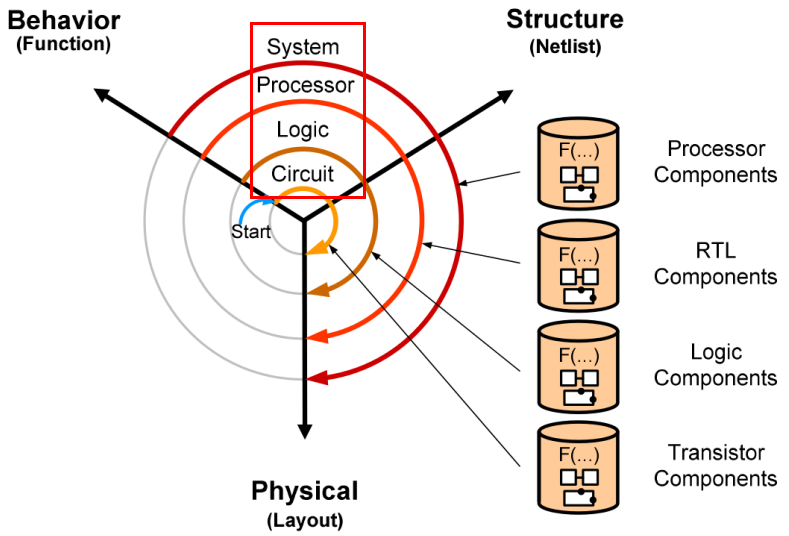 Behavior
(Function)
Structure
(Netlist)
System
Processor
Logic
Circuit
Start
Physical
(Layout)
F(...)
Processor
Components
F(...)
RTL
Components
F(...)
Logic
Components
F(...)
Transistor
Components